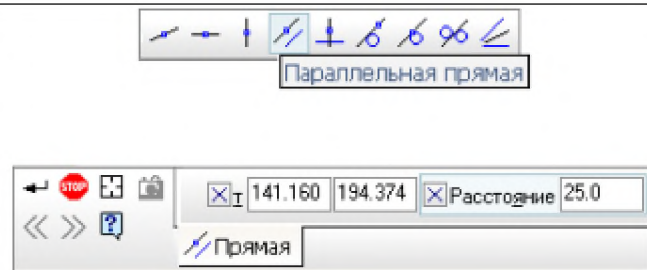 Параллельная прямая
STOP
т 141.160 194.374 Расстояние 25.0
?
Прямая